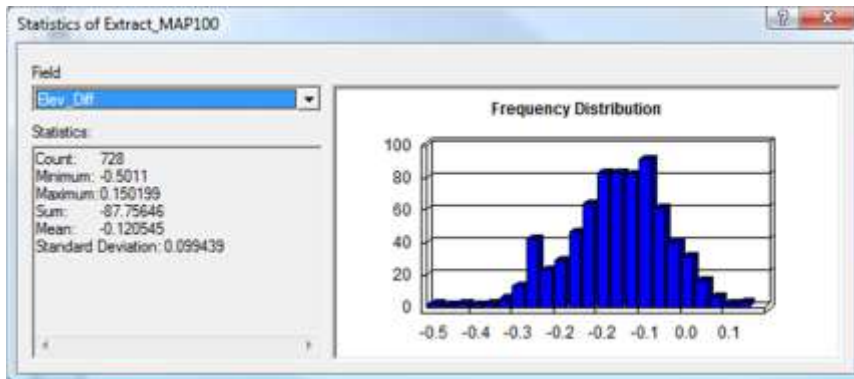 Statistics of Extract_MAP100
Field
Elev_Diff
Statistics:
Count: 728
Minimum: -0.5011
Maximum: 0.150199
Sum: -87.75646
Mean: -0.120545
Standard Deviation: 0.099439
Frequency Distribution
100
80
60
40
20
0
-0.5 -0.4 -0.3 -0.2 -0.2 -0.1 0.0 0.1